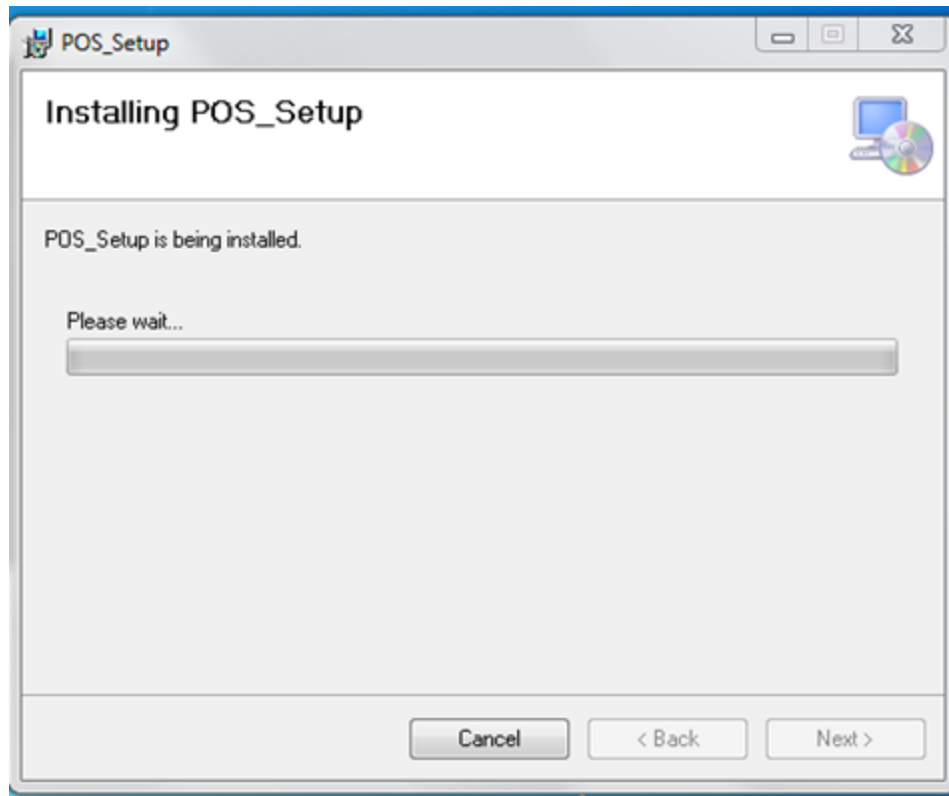 POS_Setup
Installing POS_Setup
POS_Setup is being installed.
Please wait...
Cancel
< Back
Next >